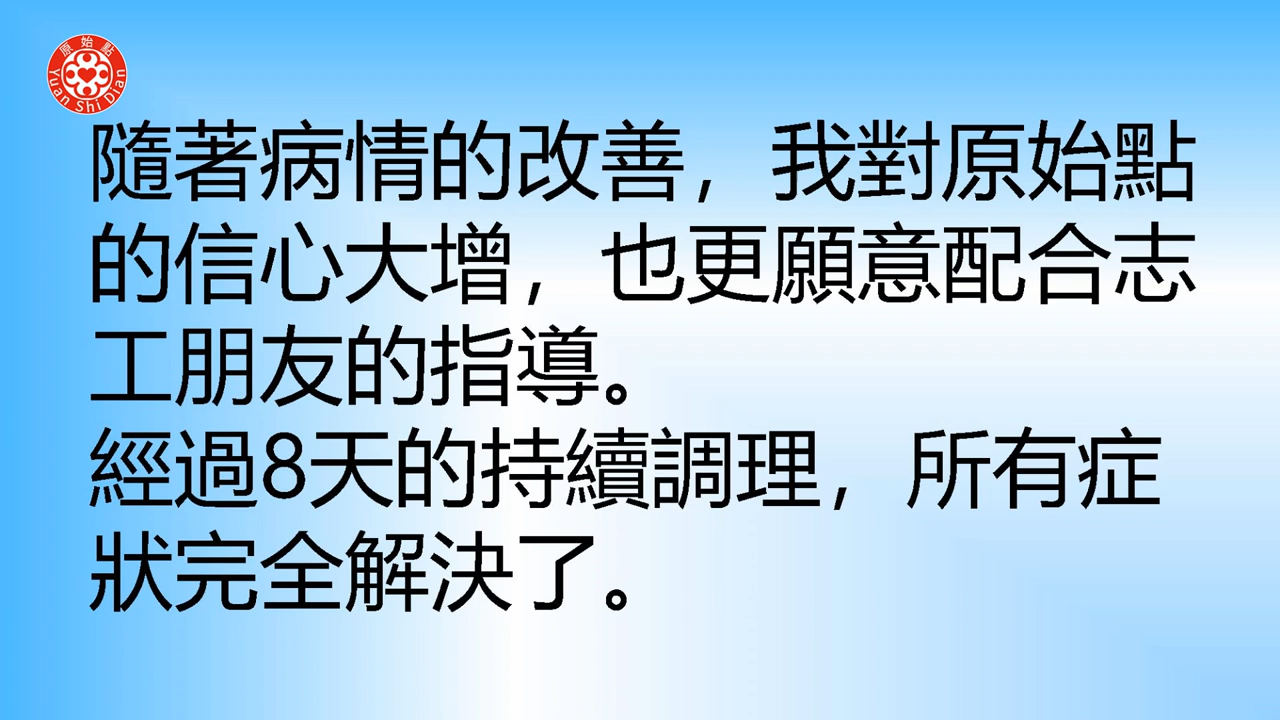 原始點
Yuan Shi Dian
隨著病情的改善，我對原始點
的信心大增，也更願意配合志
工朋友的指導。
經過8天的持續調理，所有症
狀完全解決了。